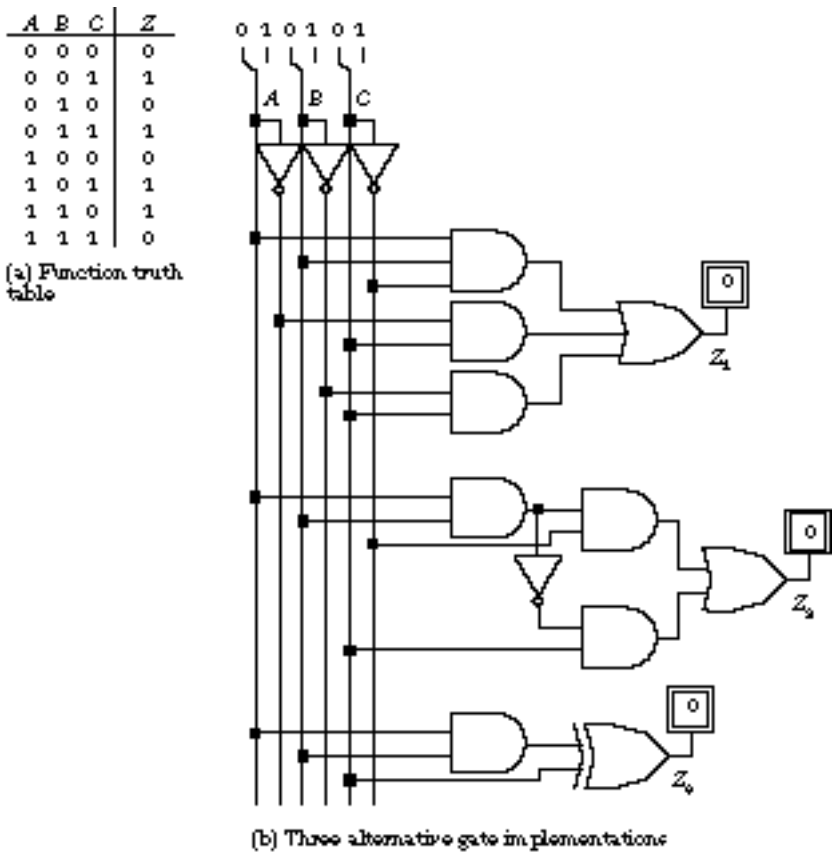 A B C Z
0 0 0 0
0 0 1 1
0 1 0 0
0 1 1 1
1 0 0 0
1 0 1 1
1 1 0 1
1 1 1 0
(a) Function truth
table
0 1 0 1 0 1
A B C
0
Z1
0
0
(b) Three alternative gate implementations